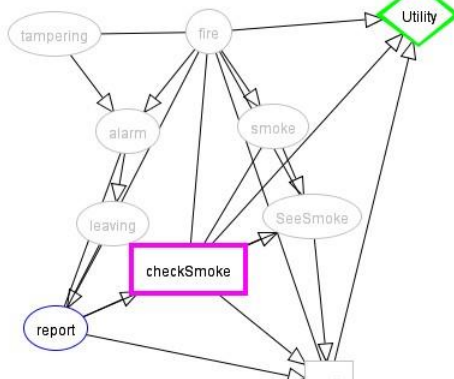 Utility
tampering
fire
alarm
smoke
leaving
SeeSmoke
checkSmoke
report